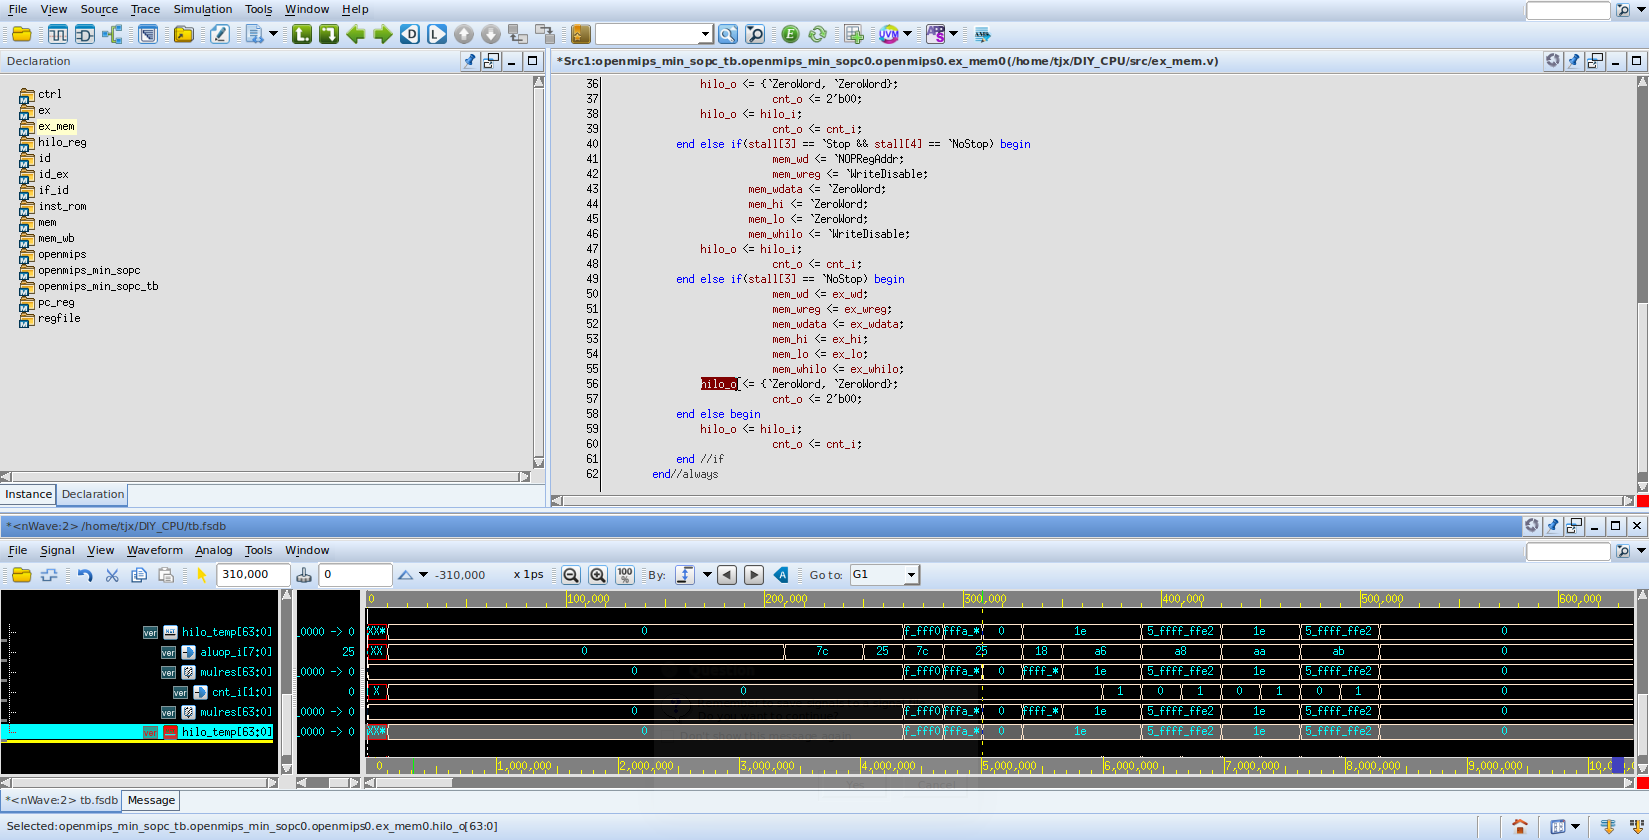 File View Source Trace Simulation Tools Window Help
Declaration
ctrl
ex
ex_mem
hilo_reg
id
id_ex
if_id
inst_rom
mem
mem_wb
openmips
openmips_min_sopc
openmips_min_sopc_tb
pc_reg
regfile
Instance Declaration
*Src1:openmips_min_sopc_tb.openmips_min_sopc0.openmips0.ex_mem0(/home/tjx/DIY_CPU/src/ex_mem.v)
36 hilo_o <= {`ZeroWord, `ZeroWord};
37 cnt_o <= 2'b00;
38 hilo_o <= hilo_i;
39 cnt_o <= cnt_i;
40 end else if(stall[3] == `Stop && stall[4] == `NoStop) begin
41 mem_wd <= `NOPRegAddr;
42 mem_wreg <= `WriteDisable;
43 mem_wdata <= `ZeroWord;
44 mem_hi <= `ZeroWord;
45 mem_lo <= `ZeroWord;
46 mem_whilo <= `WriteDisable;
47 hilo_o <= hilo_i;
48 cnt_o <= cnt_i;
49 end else if(stall[3] == `NoStop) begin
50 mem_wd <= ex_wd;
51 mem_wreg <= ex_wreg;
52 mem_wdata <= ex_wdata;
53 mem_hi <= ex_hi;
54 mem_lo <= ex_lo;
55 mem_whilo <= ex_whilo;
56 hilo_o <= {`ZeroWord, `ZeroWord};
57 cnt_o <= 2'b00;
58 end else begin
59 hilo_o <= hilo_i;
60 cnt_o <= cnt_i;
61 end //if
62 end//always
*<nWave:2> /home/tjx/DIY_CPU/tb.fsdb
File Signal View Waveform Analog Tools Window
310,000 0 -310,000 x 1ps 100% By: Go to: G1
0 100,000 200,000 300,000 400,000 500,000 600,000
ver hilo_temp[63:0] _0000 -> 0 XX* 0 f_fff0 fffa_* 0 1e 5_ffff_ffe2 1e 5_ffff_ffe2 0
ver aluop_i[7:0] 25 XX 0 7c 25 7c 25 18 a6 a8 aa ab 0
ver mulres[63:0] _0000 -> 0 0 f_fff0 fffa_* 0 ffff_* 1e 5_ffff_ffe2 1e 5_ffff_ffe2 0
ver cnt_i[1:0] 0 X 0 1 0 1 0 1 0 1 0
ver mulres[63:0] _0000 -> 0 0 f_fff0 fffa_* 0 ffff_* 1e 5_ffff_ffe2 1e 5_ffff_ffe2 0
ver hilo_temp[63:0] _0000 -> 0 XX* 0 f_fff0 fffa_* 0 1e 5_ffff_ffe2 1e 5_ffff_ffe2 0
0 1,000,000 2,000,000 3,000,000 4,000,000 5,000,000 6,000,000 7,000,000 8,000,000 9,000,000
*<nWave:2> tb.fsdb Message
Selected:openmips_min_sopc_tb.openmips_min_sopc0.openmips0.ex_mem0.hilo_o[63:0]